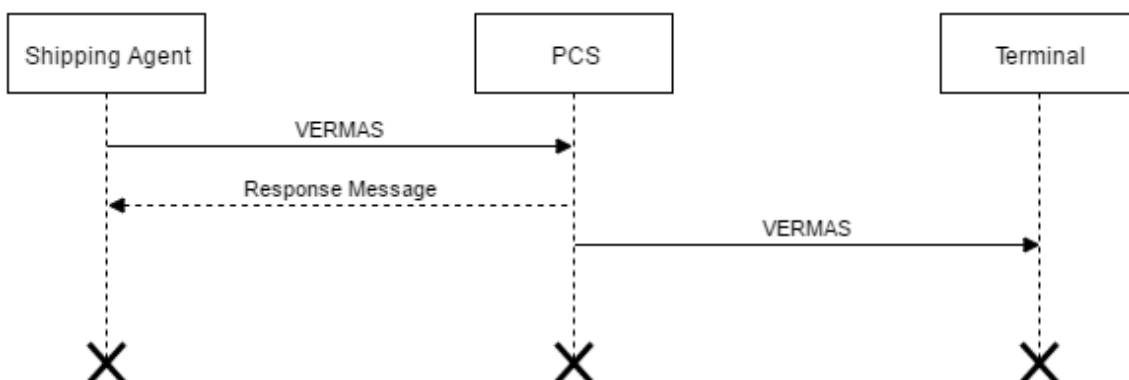 Shipping Agent
PCS
Terminal
VERMAS
Response Message
VERMAS